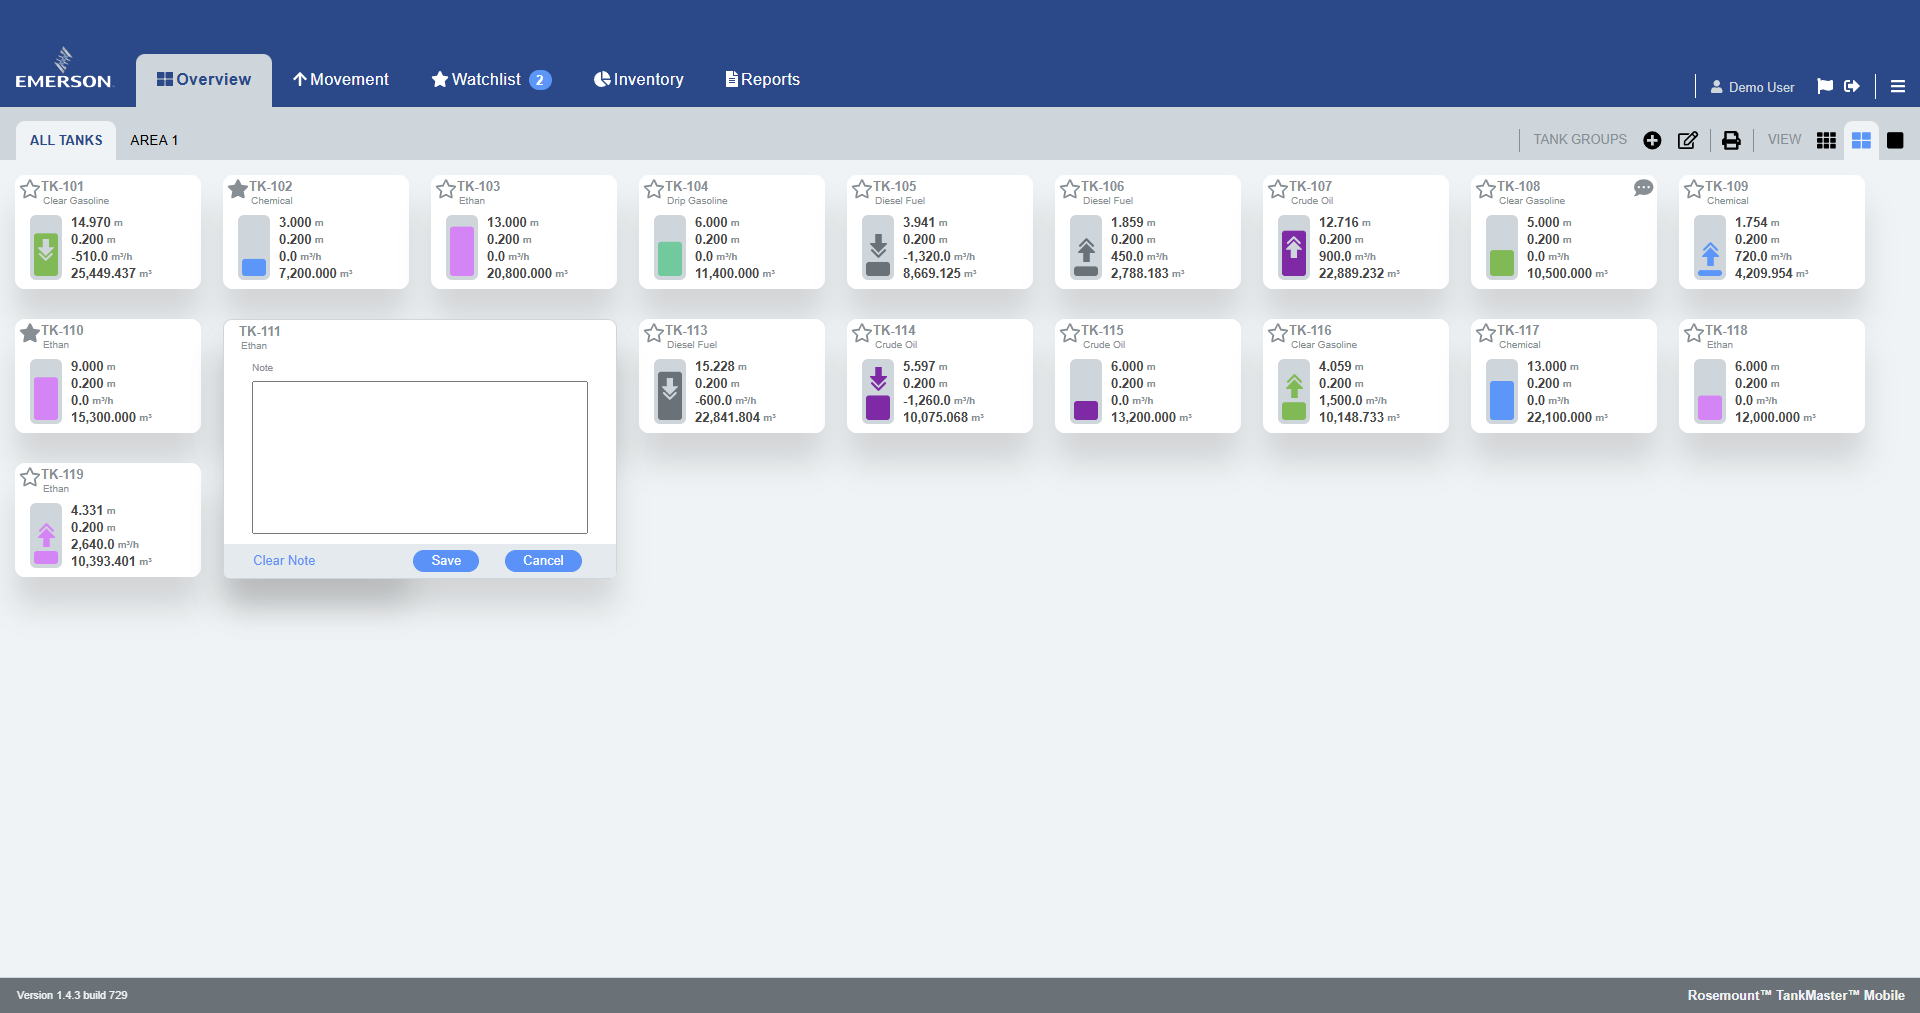 EMERSON
Overview
Movement
Watchlist 2
Inventory
Reports
Demo User
ALL TANKS
AREA 1
TANK GROUPS
VIEW
TK-101
Clear Gasoline
14.970 m
0.200 m
-510.0 m³/h
25,449.437 m³
TK-102
Chemical
3.000 m
0.200 m
0.0 m³/h
7,200.000 m³
TK-103
Ethan
13.000 m
0.200 m
0.0 m³/h
20,800.000 m³
TK-104
Drip Gasoline
6.000 m
0.200 m
0.0 m³/h
11,400.000 m³
TK-105
Diesel Fuel
3.941 m
0.200 m
-1,320.0 m³/h
8,669.125 m³
TK-106
Diesel Fuel
1.859 m
0.200 m
450.0 m³/h
2,788.183 m³
TK-107
Crude Oil
12.716 m
0.200 m
900.0 m³/h
22,889.232 m³
TK-108
Clear Gasoline
5.000 m
0.200 m
0.0 m³/h
10,500.000 m³
TK-109
Chemical
1.754 m
0.200 m
720.0 m³/h
4,209.954 m³
TK-110
Ethan
9.000 m
0.200 m
0.0 m³/h
15,300.000 m³
TK-111
Ethan
Note
Clear Note
Save
Cancel
TK-113
Diesel Fuel
15.228 m
0.200 m
-600.0 m³/h
22,841.804 m³
TK-114
Crude Oil
5.597 m
0.200 m
-1,260.0 m³/h
10,075.068 m³
TK-115
Crude Oil
6.000 m
0.200 m
0.0 m³/h
13,200.000 m³
TK-116
Clear Gasoline
4.059 m
0.200 m
1,500.0 m³/h
10,148.733 m³
TK-117
Chemical
13.000 m
0.200 m
0.0 m³/h
22,100.000 m³
TK-118
Ethan
6.000 m
0.200 m
0.0 m³/h
12,000.000 m³
TK-119
Ethan
4.331 m
0.200 m
2,640.0 m³/h
10,393.401 m³
Version 1.4.3 build 729
Rosemount™ TankMaster™ Mobile